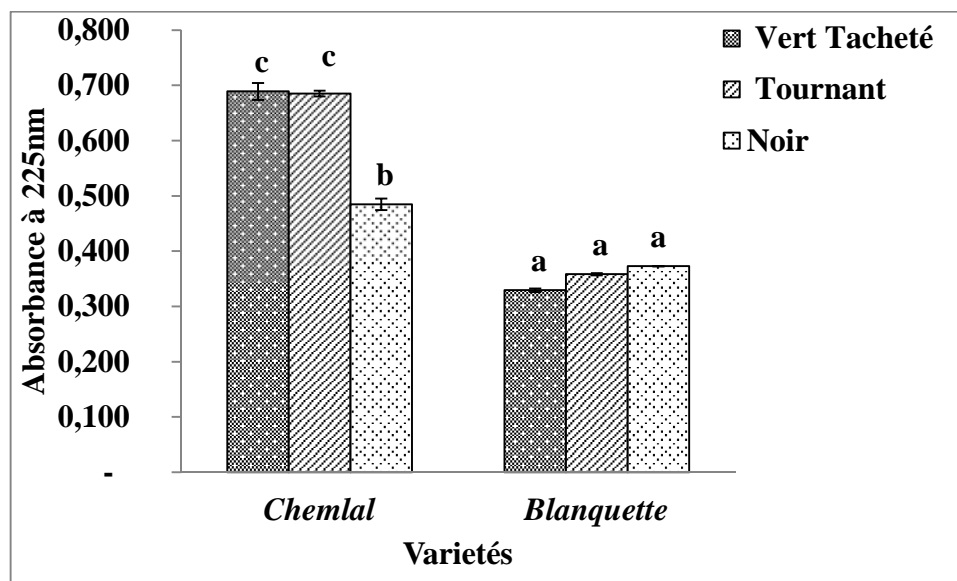 0,800
0,700
0,600
0,500
0,400
0,300
0,200
0,100
-
Absorbance à 225nm
c
c
b
a
a
a
Vert Tacheté
Tournant
Noir
Chemlal
Blanquette
Varietés